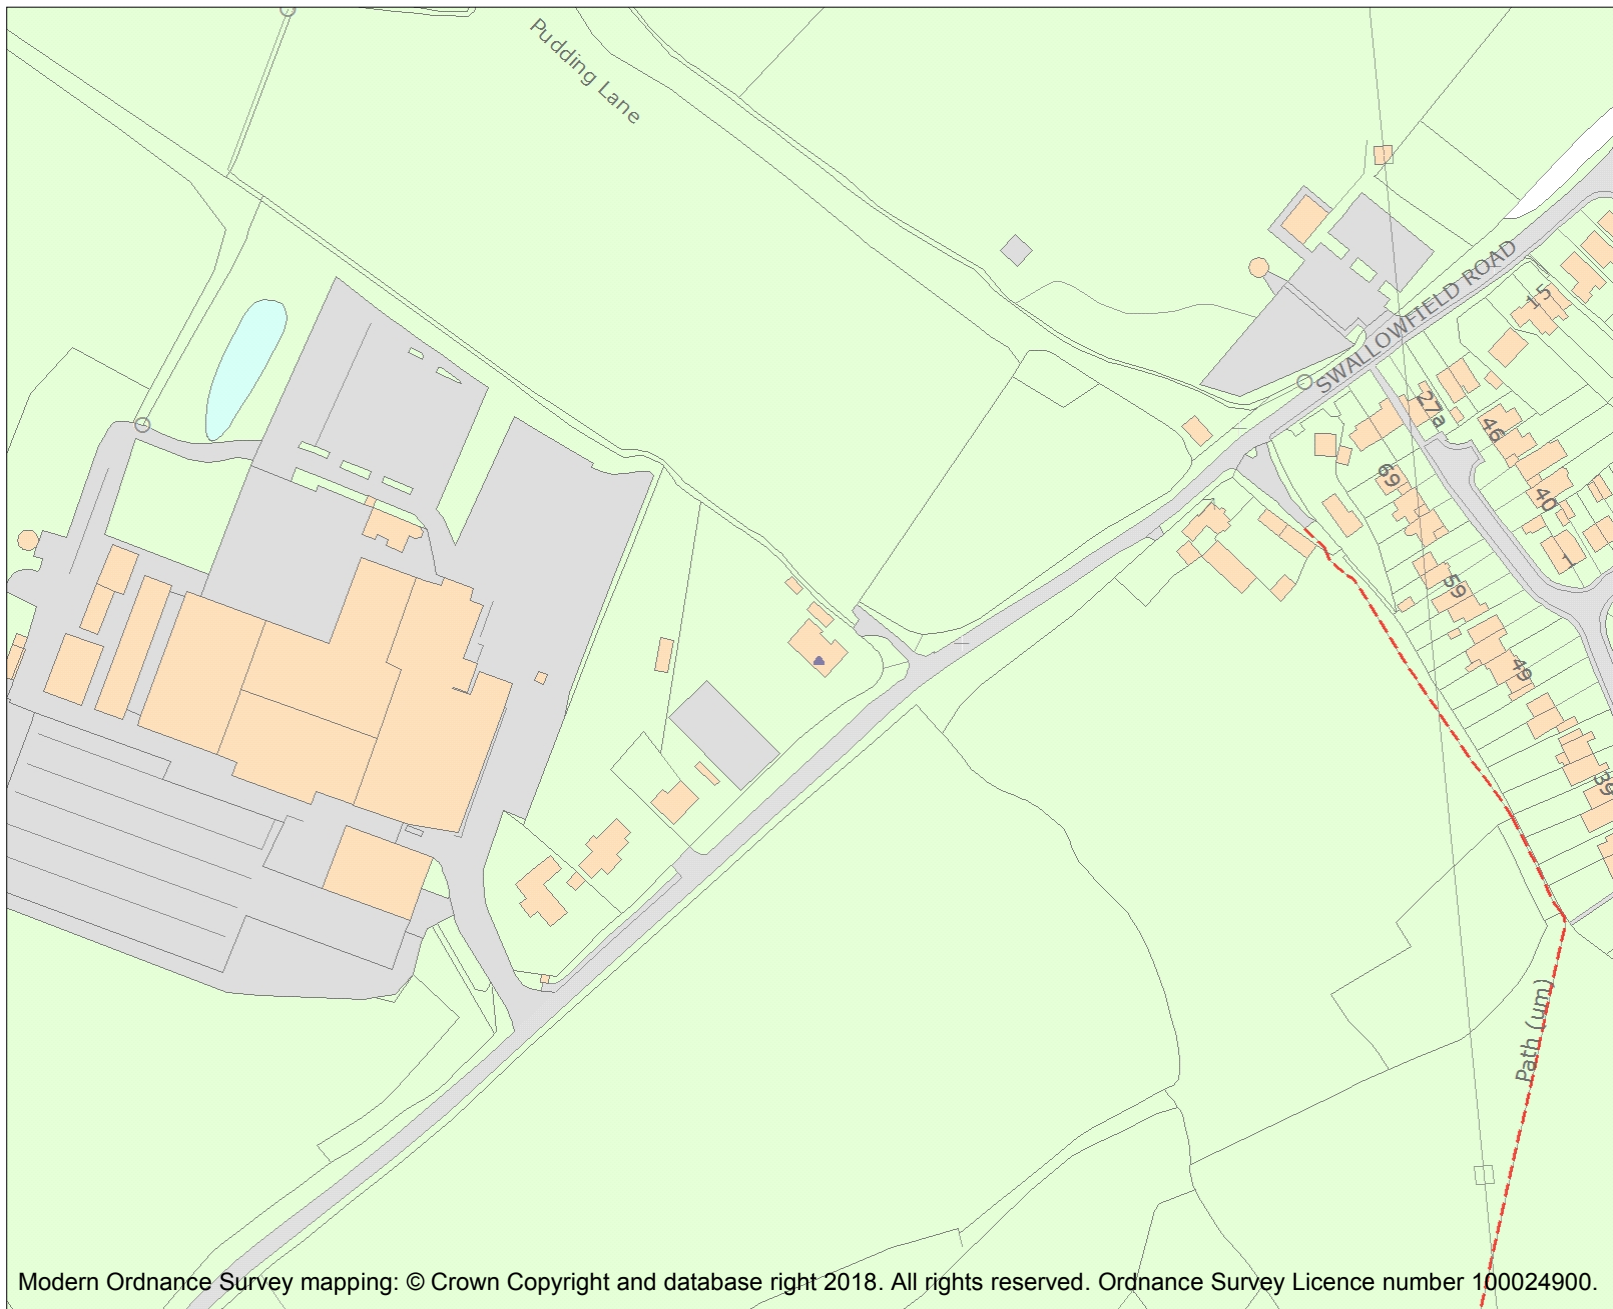 Pudding Lane
SWALLOWFIELD ROAD
15
27a
46
69
40
1
59
49
39
Path (um)
Modern Ordnance Survey mapping: © Crown Copyright and database right 2018. All rights reserved. Ordnance Survey Licence number 100024900.